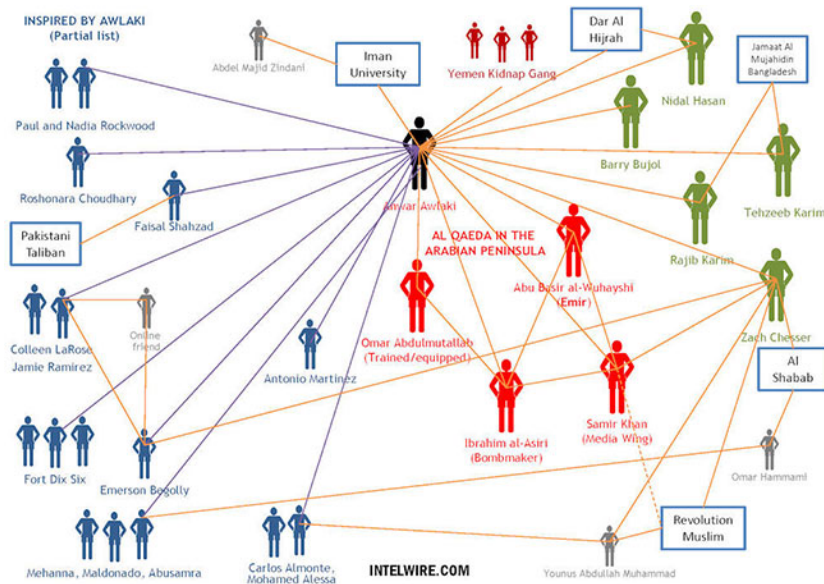 INSPIRED BY AWLAKI
(Partial list)
Abdel Majid Zindani
Iman
University
Yemen Kidnap Gang
Dar Al
Hijrah
Jamaat Al
Mujahidin
Bangladesh
Nidal Hasan
Paul and Nadia Rockwood
Barry Bujol
Roshonara Choudhary
Faisal Shahzad
Anwar Awlaki
Tehzeeb Karim
Pakistani
Taliban
AL QAEDA IN THE
ARABIAN PENINSULA
Rajib Karim
Abu Basir al-Wuhayshi
(Emir)
Online
friend
Colleen LaRose
Jamie Ramirez
Antonio Martinez
Omar Abdulmutallab
(Trained/equipped)
Zach Chesser
Al
Shabab
Ibrahim al-Asiri
(Bombmaker)
Samir Khan
(Media Wing)
Fort Dix Six
Emerson Begolly
Omar Hammami
Revolution
Muslim
Mehanna, Maldonado, Abusamra
Carlos Almonte,
Mohamed Alessa
INTELWIRE.COM
Younus Abdullah Muhammad